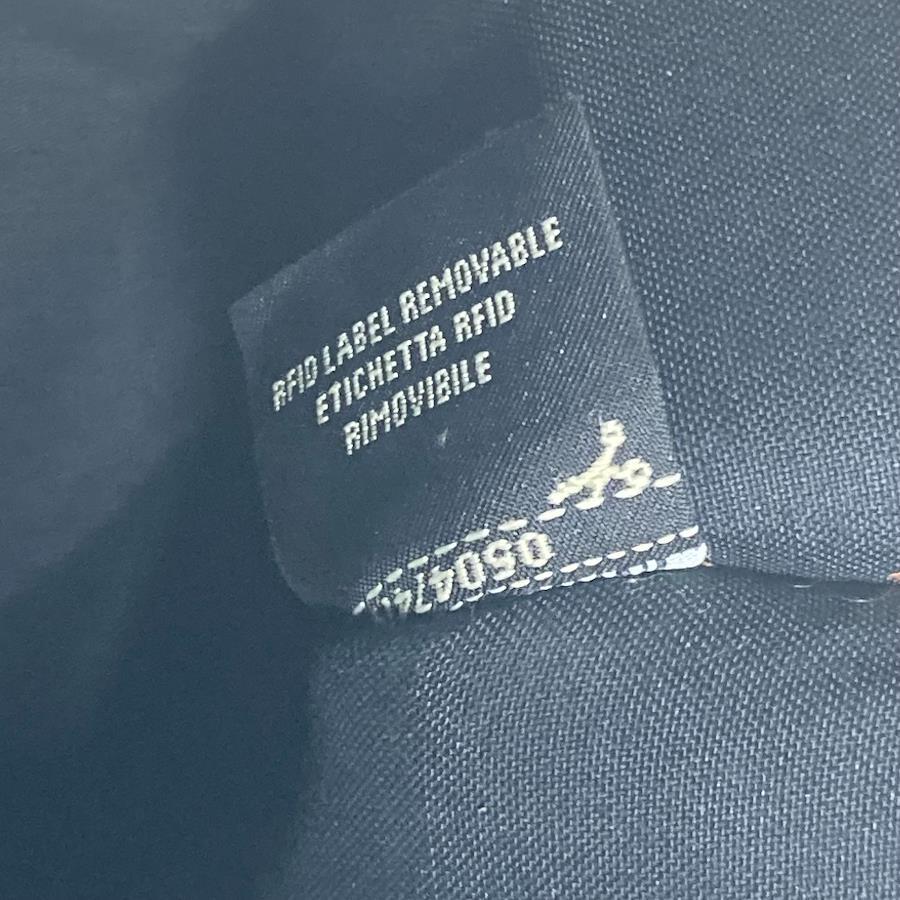 RFID LABEL REMOVABLE
ETICHETTA RFID
RIMOVIBILE